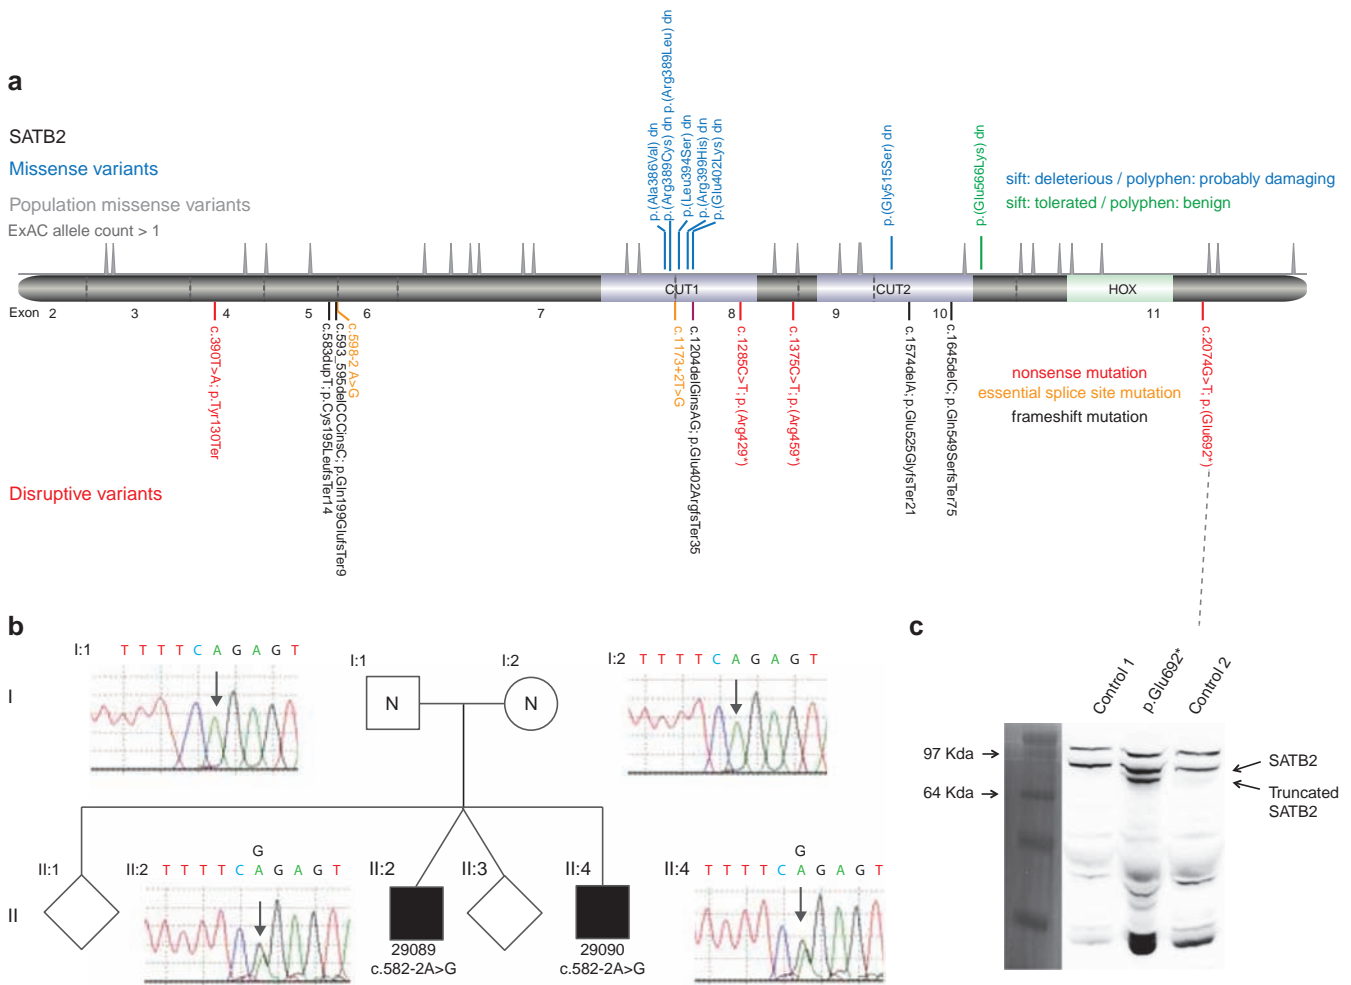 a
SATB2
Missense variants
Population missense variants
ExAC allele count > 1
p.(Ala386Val) dn
p.(Arg389Cys) dn p.(Arg389Leu) dn
p.(Leu394Ser) dn
p.(Arg399His) dn
p.(Glu402Lys) dn
p.(Gly515Ser) dn
p.(Glu566Lys) dn
sift: deleterious / polyphen: probably damaging
sift: tolerated / polyphen: benign
CUT1
CUT2
HOX
Exon 2 3 4 5 6 7 8 9 10 11
c.390T>A; p.Tyr130Ter
c.583dupT; p.Cys195LeufsTer14
c.593_595delCCCinsC; p.Gln199GlufsTer9
c.598-2 A>G
c.1173+2T>G
c.1204delGinsAG; p.Glu402ArgfsTer35
c.1285C>T; p.(Arg429*)
c.1375C>T; p.(Arg459*)
c.1574delA; p.Glu525GlyfsTer21
c.1645delC; p.Gln549SerfsTer75
c.2074G>T; p.(Glu692*)
nonsense mutation
essential splice site mutation
frameshift mutation
Disruptive variants
b
I:1 T T T T C A G A G T
I:1
I:2
I:2 T T T T C A G A G T
I
N
N
II:1
G
II:2 T T T T C A G A G T
II:2
II:3
II:4
G
II:4 T T T T C A G A G T
II
29089
c.582-2A>G
29090
c.582-2A>G
c
Control 1
p.Glu692*
Control 2
97 Kda
64 Kda
SATB2
Truncated
SATB2